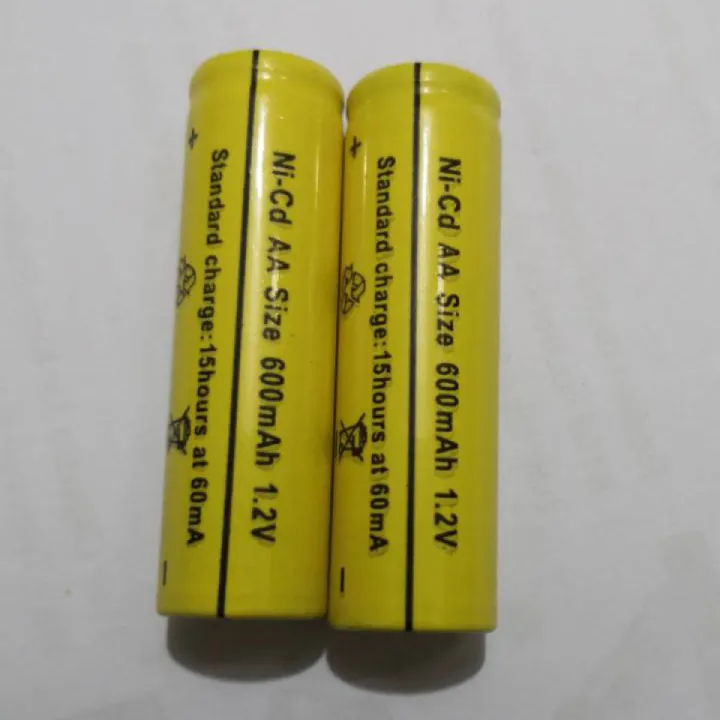 +
Ni-Cd AA Size 600mAh 1.2V
Standard charge:15hours at 60mA
-
+
Ni-Cd AA Size 600mAh 1.2V
Standard charge:15hours at 60mA
-